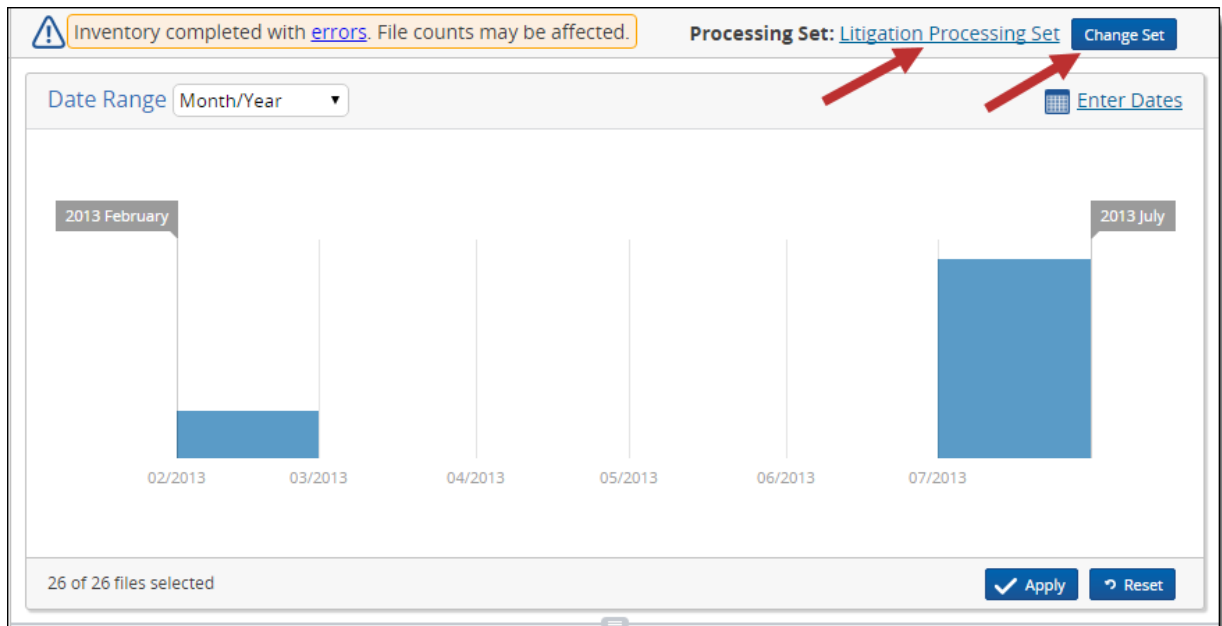 Inventory completed with errors. File counts may be affected. Processing Set: Litigation Processing Set Change Set
Date Range Month/Year Enter Dates
2013 February 2013 July
02/2013 03/2013 04/2013 05/2013 06/2013 07/2013
26 of 26 files selected Apply Reset